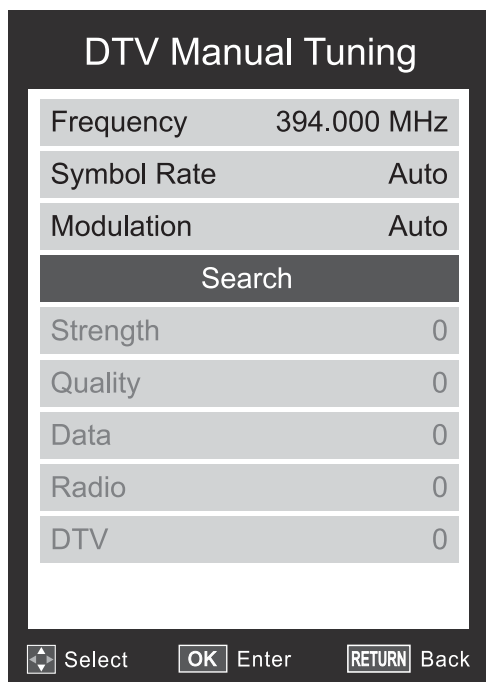 DTV Manual Tuning
Frequency 394.000 MHz
Symbol Rate Auto
Modulation Auto
Search
Strength 0
Quality 0
Data 0
Radio 0
DTV 0
Select OK Enter RETURN Back